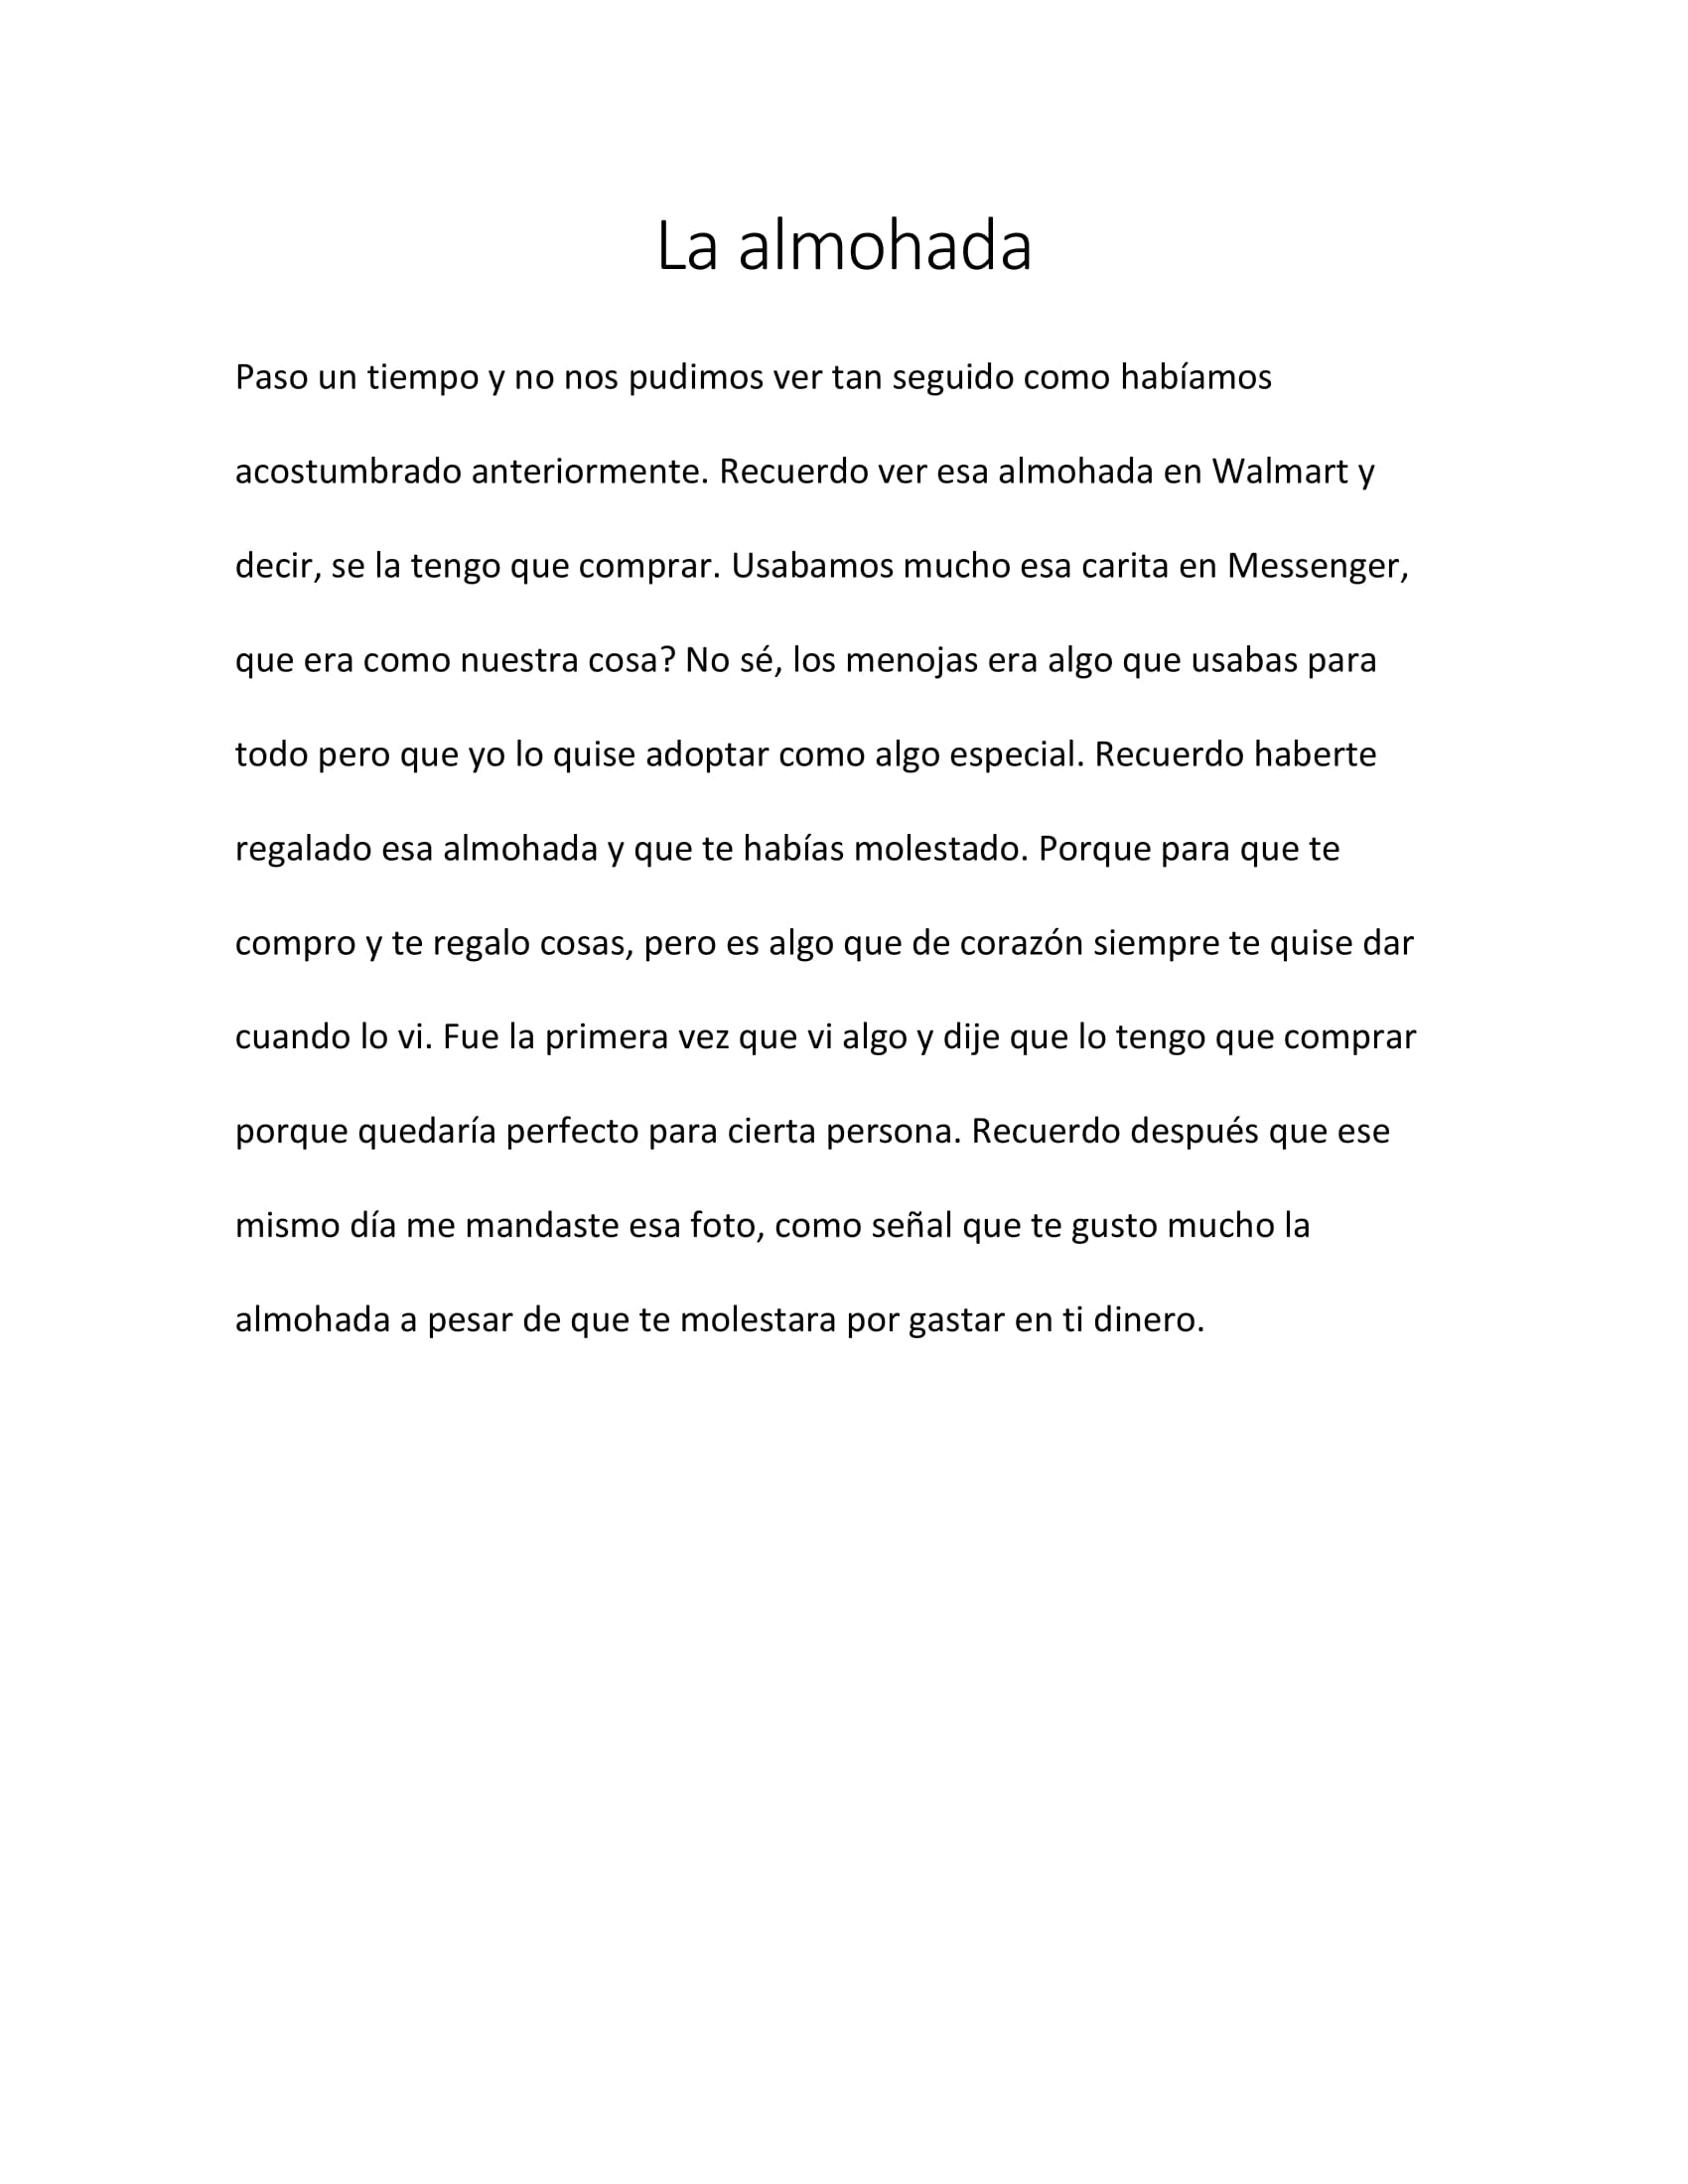 La almohada
Paso un tiempo y no nos pudimos ver tan seguido como habíamos
acostumbrado anteriormente. Recuerdo ver esa almohada en Walmart y
decir, se la tengo que comprar. Usabamos mucho esa carita en Messenger,
que era como nuestra cosa? No sé, los menojas era algo que usabas para
todo pero que yo lo quise adoptar como algo especial. Recuerdo haberte
regalado esa almohada y que te habías molestado. Porque para que te
compro y te regalo cosas, pero es algo que de corazón siempre te quise dar
cuando lo vi. Fue la primera vez que vi algo y dije que lo tengo que comprar
porque quedaría perfecto para cierta persona. Recuerdo después que ese
mismo día me mandaste esa foto, como señal que te gusto mucho la
almohada a pesar de que te molestara por gastar en ti dinero.